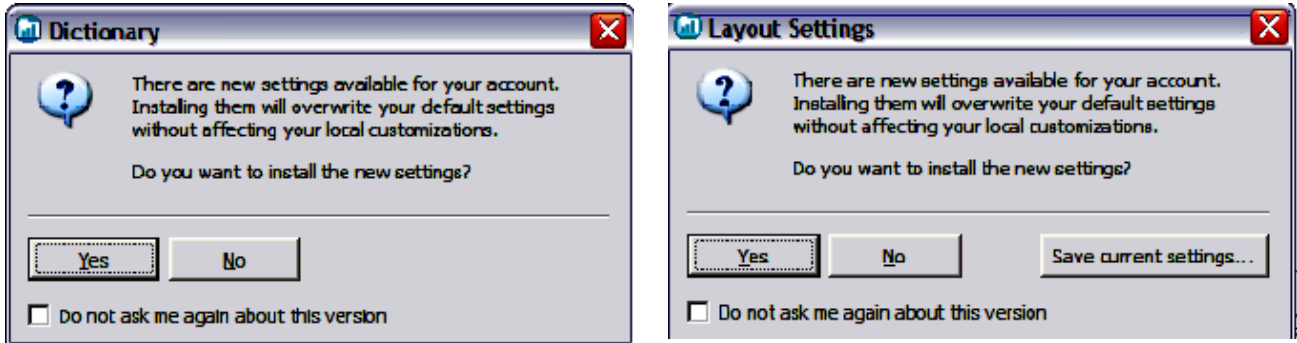 Dictionary
There are new settings available for your account.
Installing them will overwrite your default settings
without affecting your local customizations.
Do you want to install the new settings?
Yes
No
Do not ask me again about this version
Layout Settings
There are new settings available for your account.
Installing them will overwrite your default settings
without affecting your local customizations.
Do you want to install the new settings?
Yes
No
Save current settings...
Do not ask me again about this version